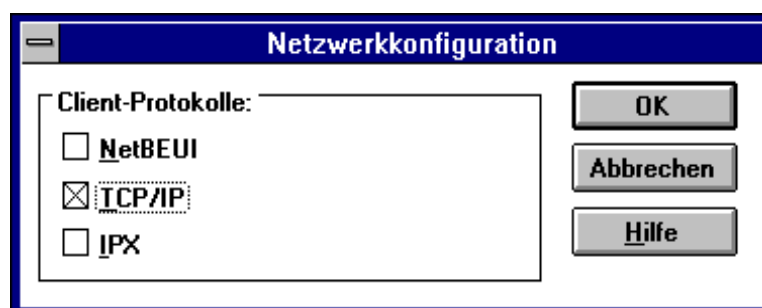 Netzwerkkonfiguration
Client-Protokolle:
NetBEUI
TCP/IP
IPX
OK
Abbrechen
Hilfe